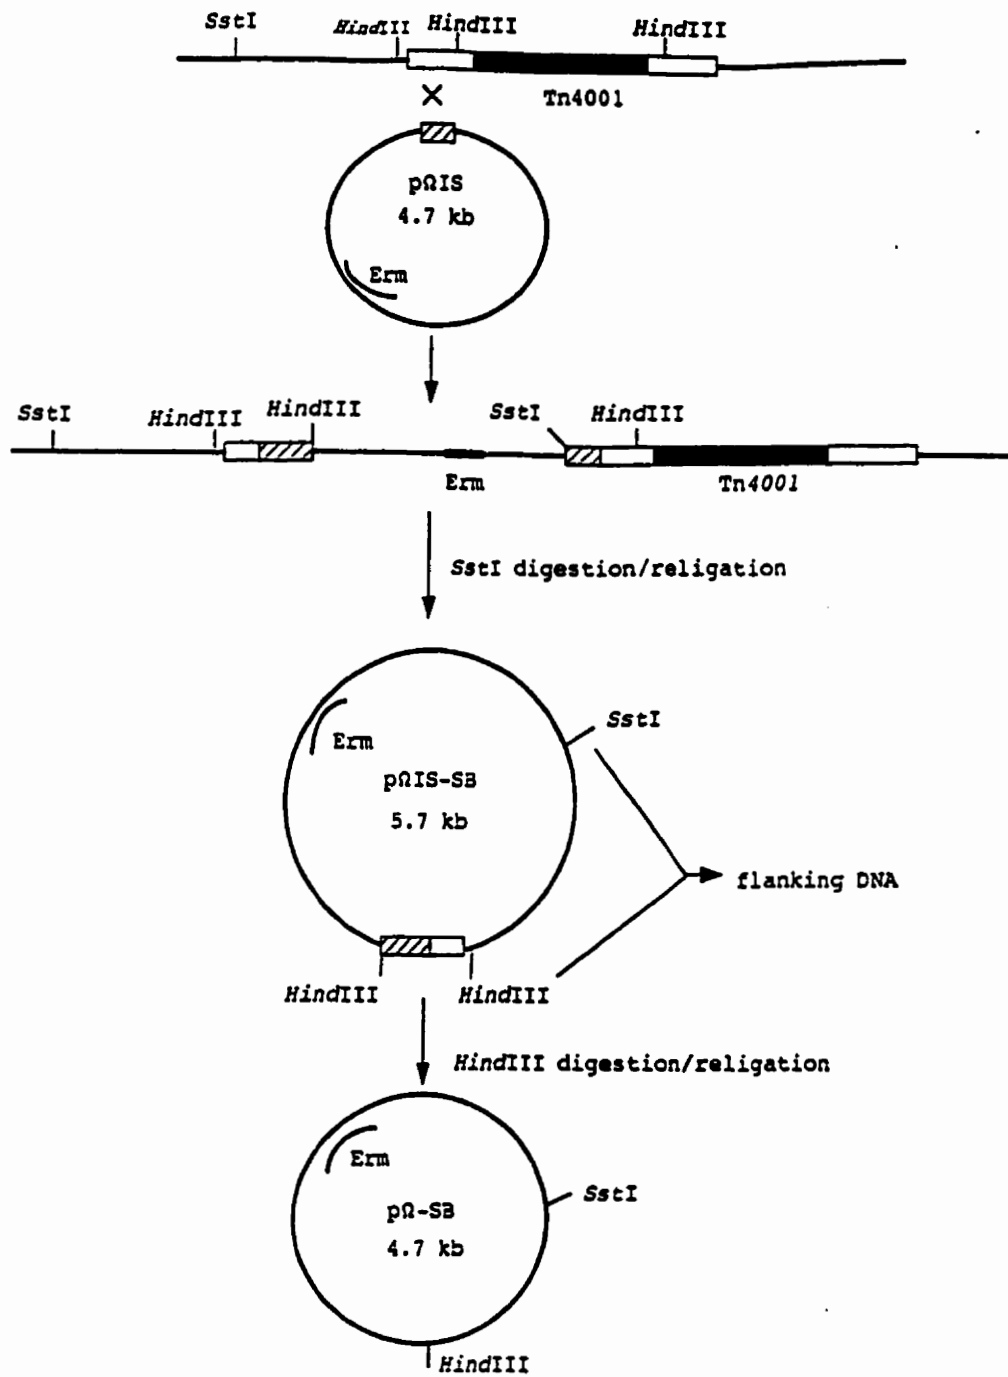 SstI HindIII HindIII HindIII
Tn4001
pΩIS
4.7 kb
Erm
SstI HindIII HindIII SstI HindIII
Erm Tn4001
SstI digestion/religation
SstI
Erm
pΩIS-SB
5.7 kb
flanking DNA
HindIII HindIII
HindIII digestion/religation
Erm
SstI
pΩ-SB
4.7 kb
HindIII